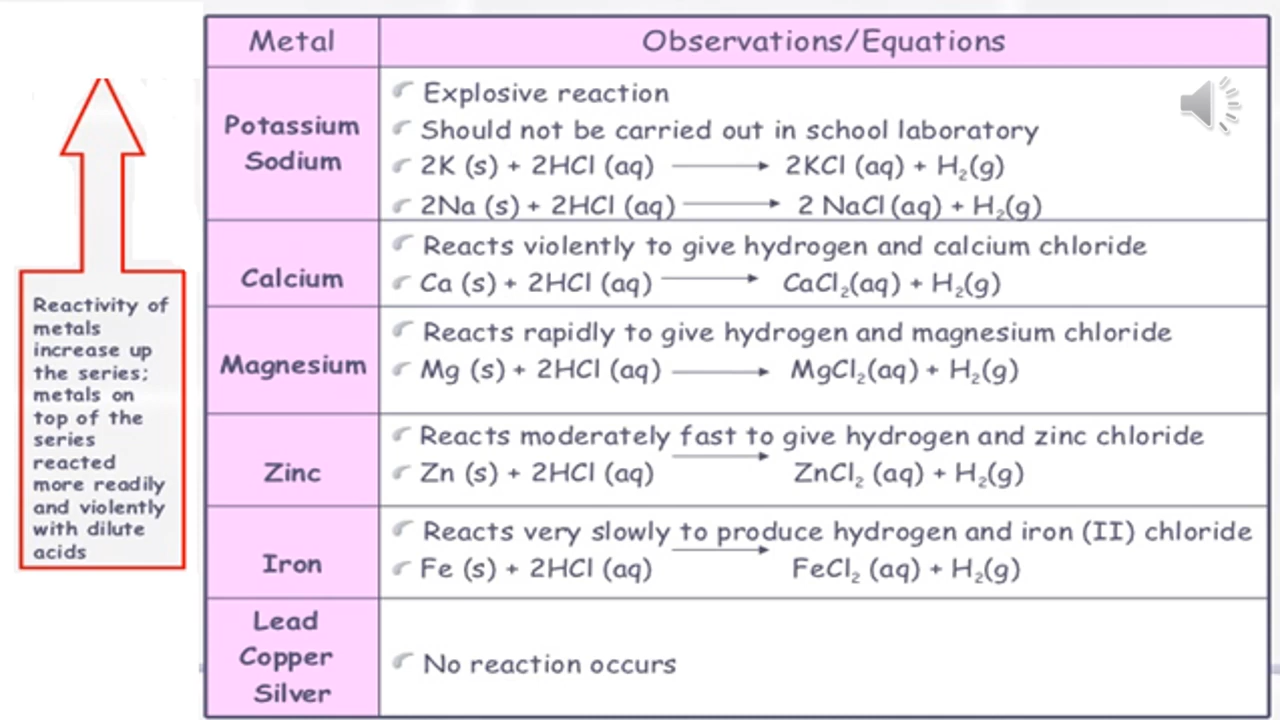 Metal
Observations/Equations
Potassium
Sodium
Explosive reaction
Should not be carried out in school laboratory
2K (s) + 2HCl (aq) ⟶ 2KCl (aq) + H₂(g)
2Na (s) + 2HCl (aq) ⟶ 2 NaCl (aq) + H₂(g)
Calcium
Reacts violently to give hydrogen and calcium chloride
Ca (s) + 2HCl (aq) ⟶ CaCl₂(aq) + H₂(g)
Magnesium
Reacts rapidly to give hydrogen and magnesium chloride
Mg (s) + 2HCl (aq) ⟶ MgCl₂(aq) + H₂(g)
Zinc
Reacts moderately fast to give hydrogen and zinc chloride
Zn (s) + 2HCl (aq) ⟶ ZnCl₂ (aq) + H₂(g)
Iron
Reacts very slowly to produce hydrogen and iron (II) chloride
Fe (s) + 2HCl (aq) ⟶ FeCl₂ (aq) + H₂(g)
Lead
Copper
Silver
No reaction occurs
Reactivity of
metals
increase up
the series;
metals on
top of the
series
reacted
more readily
and violently
with dilute
acids